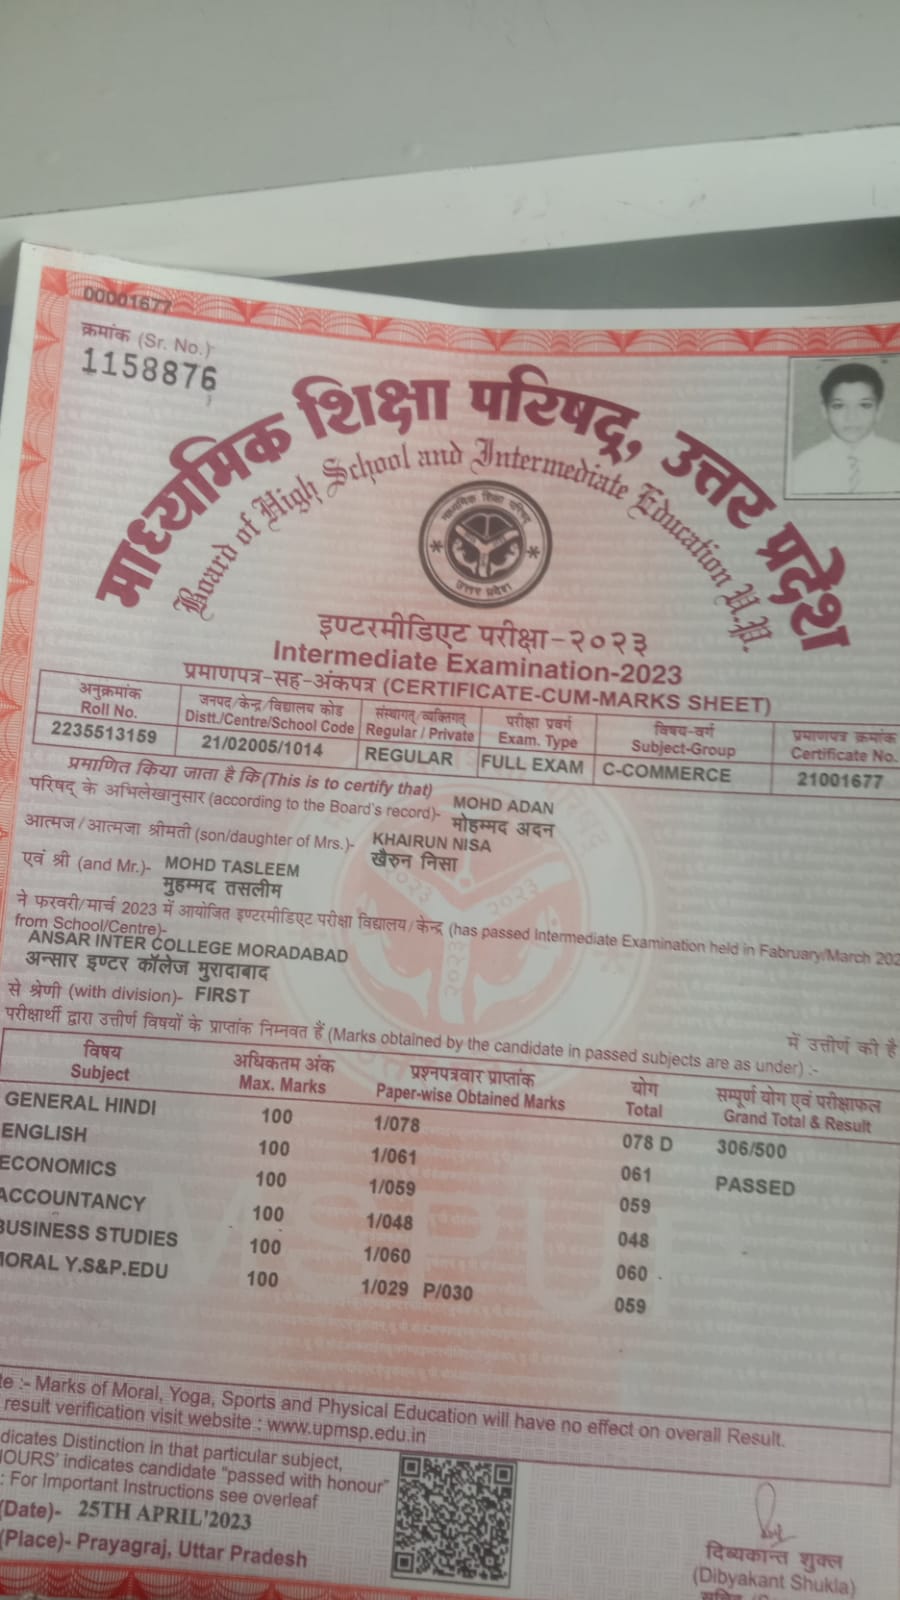 00001677
क्रमांक (Sr. No.)
1158876
माध्यमिक शिक्षा परिषद्, उत्तर प्रदेश
Board of High School and Intermediate Education U.P.
माध्यमिक शिक्षा परिषद
उत्तर प्रदेश
इण्टरमीडिएट परीक्षा-२०२३
Intermediate Examination-2023
प्रमाणपत्र-सह-अंकपत्र (CERTIFICATE-CUM-MARKS SHEET)
अनुक्रमांक जनपद/केन्द्र/विद्यालय कोड संस्थागत/व्यक्तिगत् परीक्षा प्रवर्ग विषय-वर्ग प्रमाणपत्र क्रमांक
Roll No. Distt./Centre/School Code Regular / Private Exam. Type Subject-Group Certificate No.
2235513159 21/02005/1014 REGULAR FULL EXAM C-COMMERCE 21001677
प्रमाणित किया जाता है कि(This is to certify that)
परिषद् के अभिलेखानुसार (according to the Board's record)- MOHD ADAN
मोहम्मद अदन
आत्मज/आत्मजा श्रीमती (son/daughter of Mrs.)- KHAIRUN NISA
खैरुन निसा
एवं श्री (and Mr.)- MOHD TASLEEM
मुहम्मद तसलीम
ने फरवरी/मार्च 2023 में आयोजित इण्टरमीडिएट परीक्षा विद्यालय/केन्द्र (has passed Intermediate Examination held in Fabruary/March 202
from School/Centre)-
ANSAR INTER COLLEGE MORADABAD
अन्सार इण्टर कॉलेज मुरादाबाद
से श्रेणी (with division)- FIRST
में उत्तीर्ण की है
परीक्षार्थी द्वारा उत्तीर्ण विषयों के प्राप्तांक निम्नवत हैं (Marks obtained by the candidate in passed subjects are as under) :-
विषय अधिकतम अंक प्रश्नपत्रवार प्राप्तांक योग सम्पूर्ण योग एवं परीक्षाफल
Subject Max. Marks Paper-wise Obtained Marks Total Grand Total & Result
GENERAL HINDI 100 1/078 078 D 306/500
ENGLISH 100 1/061 061 PASSED
ECONOMICS 100 1/059 059
ACCOUNTANCY 100 1/048 048
BUSINESS STUDIES 100 1/060 060
MORAL Y.S&P.EDU 100 1/029 P/030 059
te :- Marks of Moral, Yoga, Sports and Physical Education will have no effect on overall Result.
result verification visit website : www.upmsp.edu.in
dicates Distinction in that particular subject,
IOURS' indicates candidate "passed with honour"
: For Important Instructions see overleaf
(Date)- 25TH APRIL'2023
(Place)- Prayagraj, Uttar Pradesh
दिब्यकान्त शुक्ल
(Dibyakant Shukla)